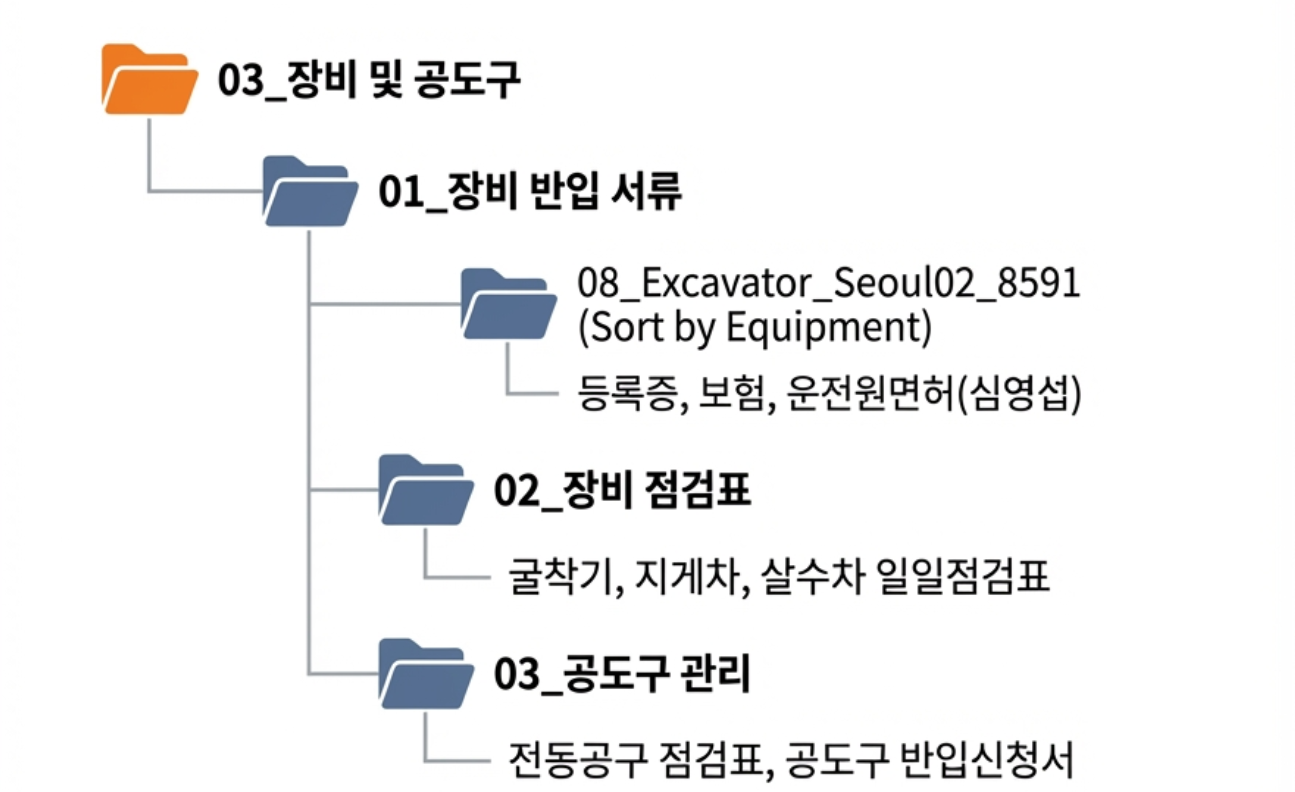 03_장비 및 공도구
01_장비 반입 서류
08_Excavator_Seoul02_8591
(Sort by Equipment)
등록증, 보험, 운전원면허(심영섭)
02_장비 점검표
굴착기, 지게차, 살수차 일일점검표
03_공도구 관리
전동공구 점검표, 공도구 반입신청서